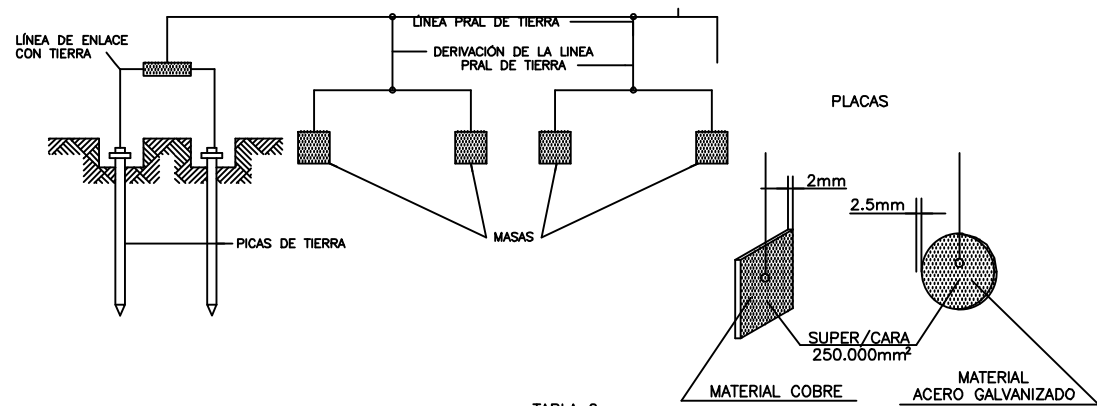 LÍNEA PRAL DE TIERRA
LÍNEA DE ENLACE
CON TIERRA
DERIVACIÓN DE LA LINEA
PRAL DE TIERRA
PICAS DE TIERRA
MASAS
PLACAS
2mm
2.5mm
SUPER/CARA
250.000mm²
MATERIAL COBRE
MATERIAL
ACERO GALVANIZADO